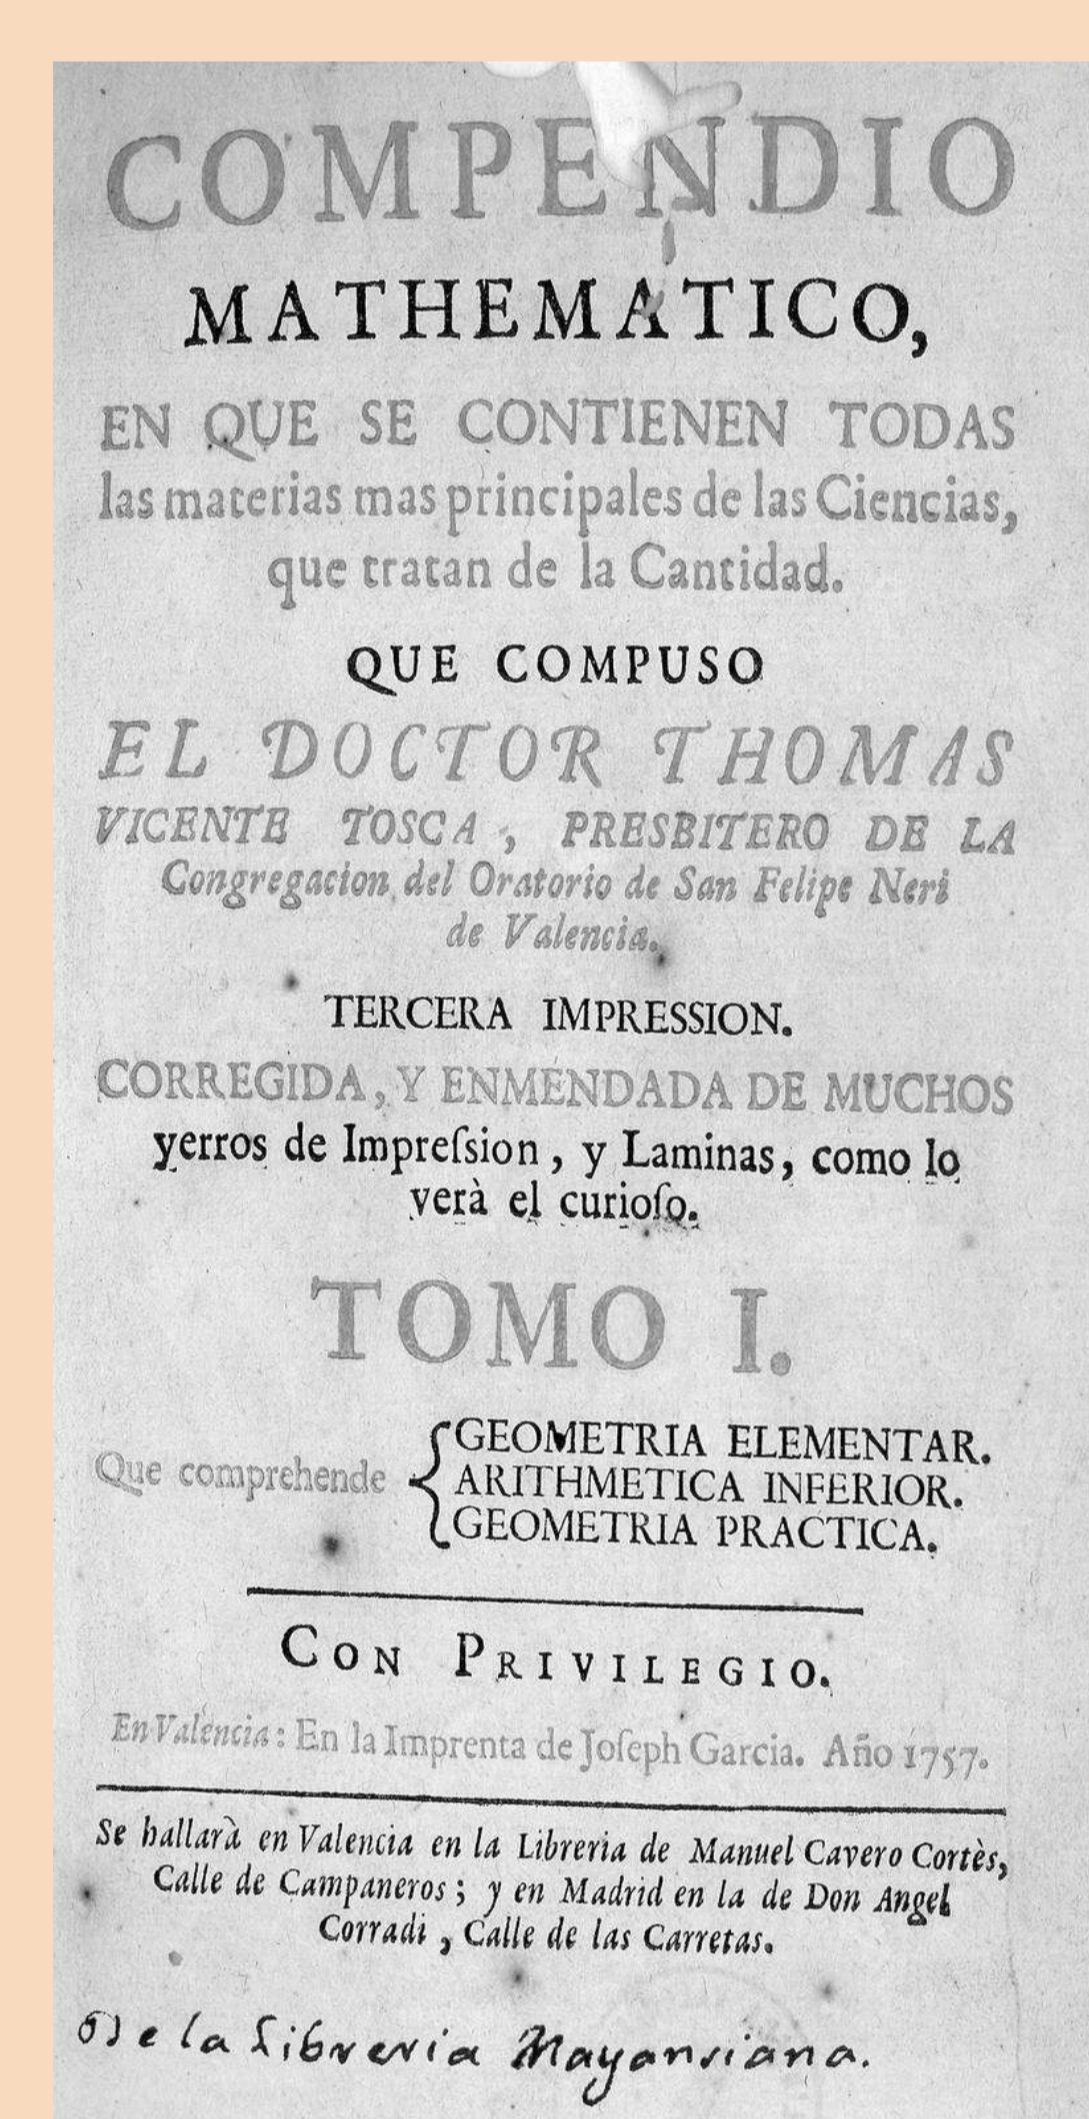 COMPENDIO
MATHEMATICO,
EN QUE SE CONTIENEN TODAS
las materias mas principales de las Ciencias,
que tratan de la Cantidad.
QUE COMPUSO
EL DOCTOR THOMAS
VICENTE TOSCA, PRESBITERO DE LA
Congregacion del Oratorio de San Felipe Neri
de Valencia.
TERCERA IMPRESSION.
CORREGIDA, Y ENMENDADA DE MUCHOS
yerros de Impreſsion, y Laminas, como lo
verà el curioſo.
TOMO I.
Que comprehende
GEOMETRIA ELEMENTAR.
ARITHMETICA INFERIOR.
GEOMETRIA PRACTICA.
CON PRIVILEGIO.
En Valencia: En la Imprenta de Joſeph Garcia. Año 1757.
Se hallarà en Valencia en la Libreria de Manuel Cavero Cortès,
Calle de Campaneros; y en Madrid en la de Don Angel
Corradi, Calle de las Carretas.
De la Libreria Mayansiana.